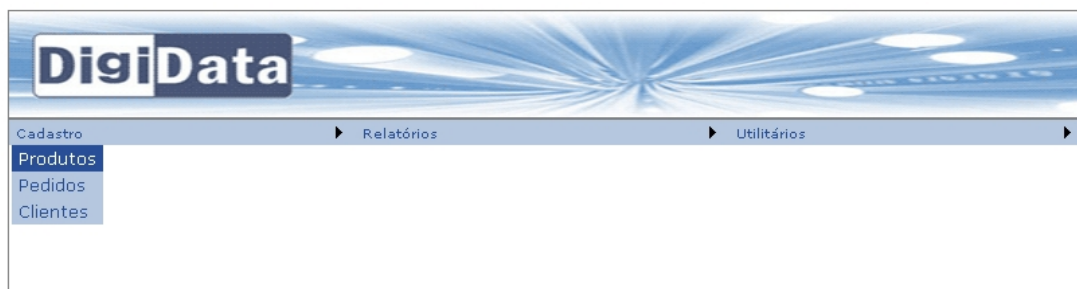 DigiData
Cadastro Relatórios Utilitários
Produtos
Pedidos
Clientes